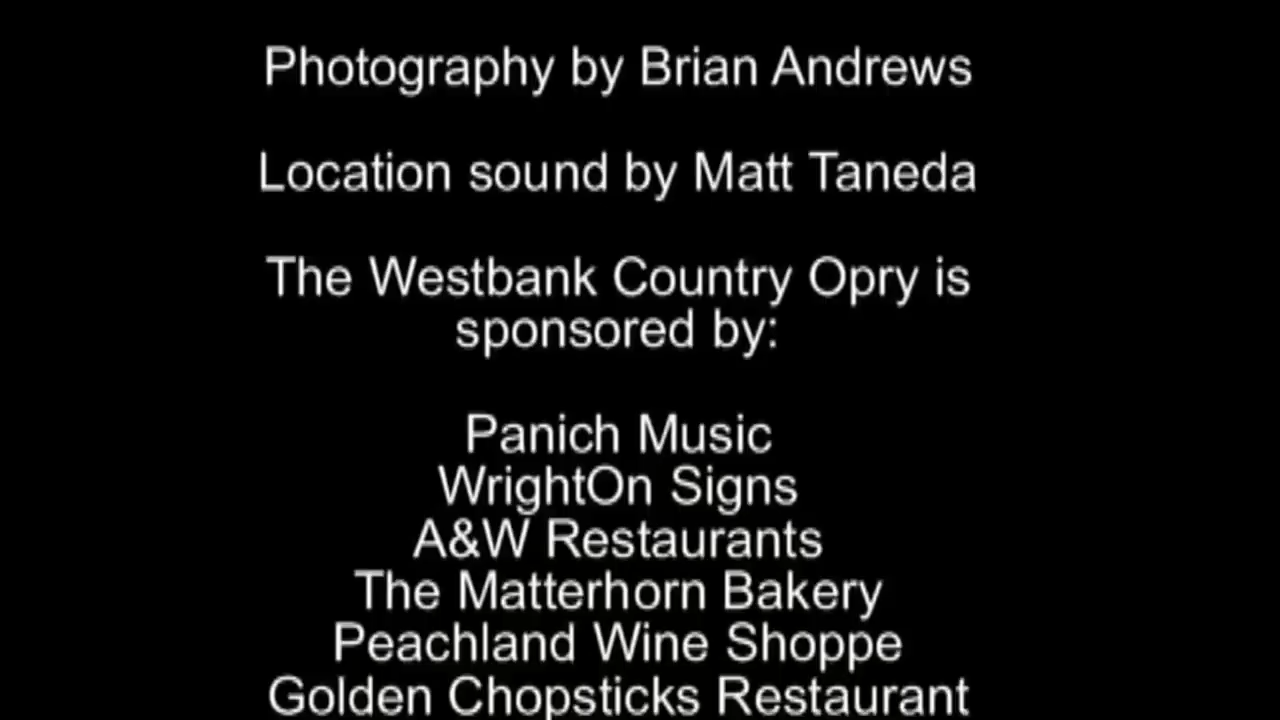 Photography by Brian Andrews
Location sound by Matt Taneda
The Westbank Country Opry is
sponsored by:
Panich Music
WrightOn Signs
A&W Restaurants
The Matterhorn Bakery
Peachland Wine Shoppe
Golden Chopsticks Restaurant